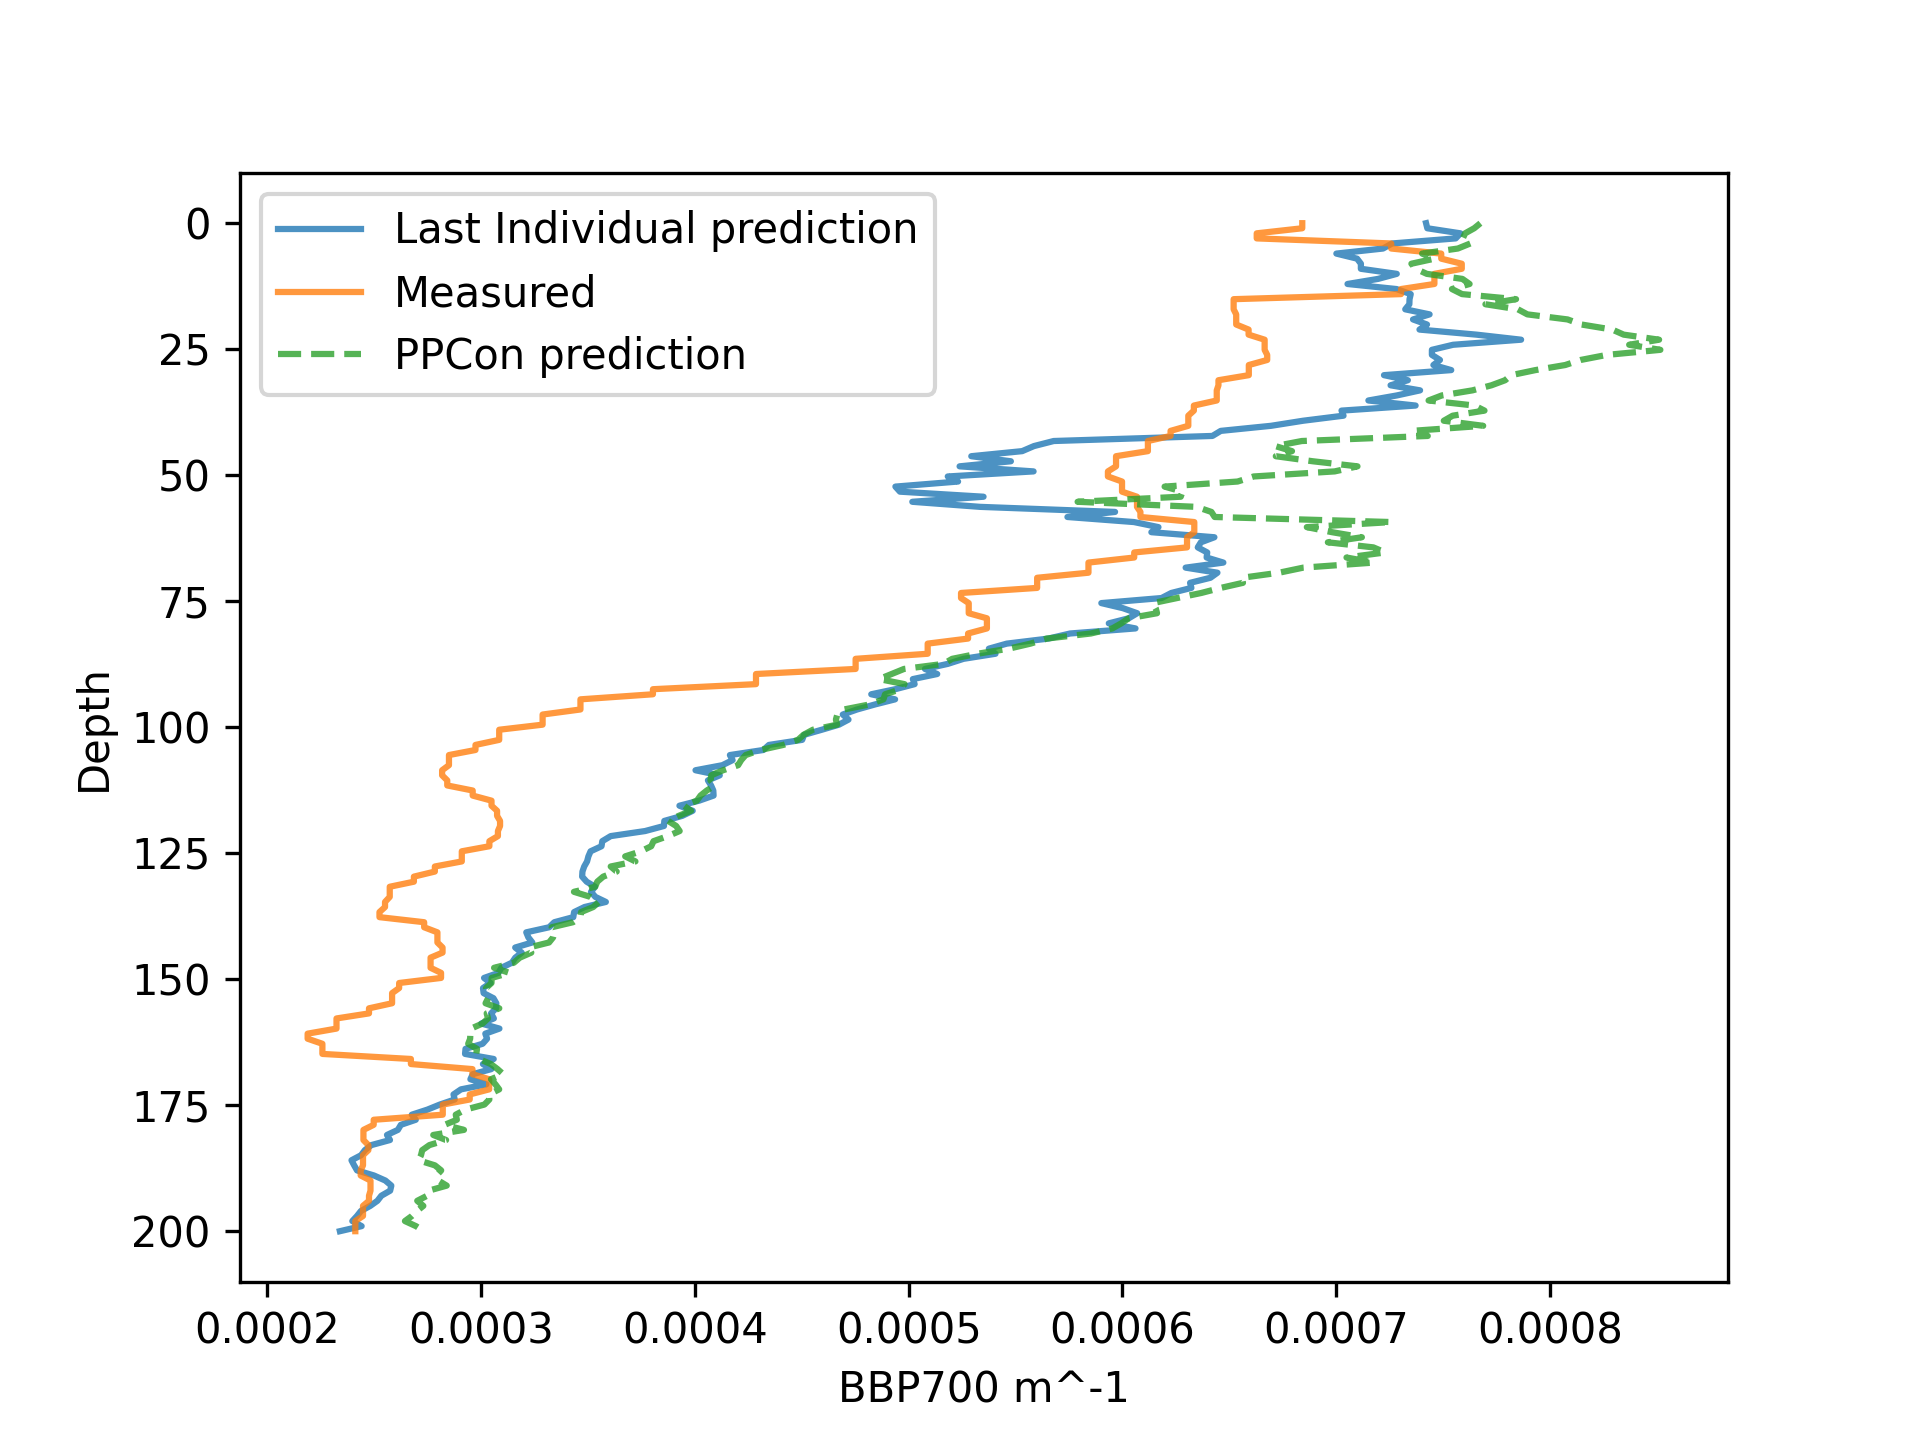 Last Individual prediction
Measured
PPCon prediction
0
25
50
75
100
125
150
175
200
Depth
0.0002 0.0003 0.0004 0.0005 0.0006 0.0007 0.0008
BBP700 m^-1